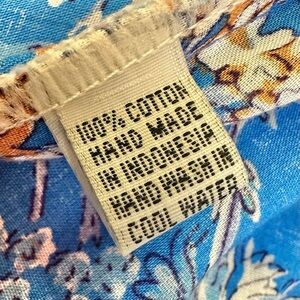 100% COTTON
HAND MADE
IN INDONESIA
HAND WASH IN
COOL WATER